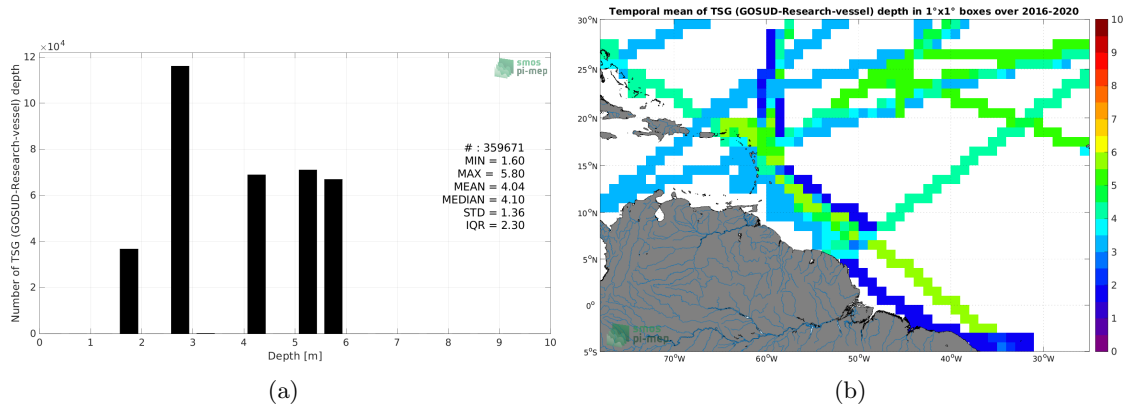 ×10⁴
12
10
8
6
4
2
0
Number of TSG (GOSUD-Research-vessel) depth
smos
pi-mep
# : 359671
MIN = 1.60
MAX = 5.80
MEAN = 4.04
MEDIAN = 4.10
STD = 1.36
IQR = 2.30
0 1 2 3 4 5 6 7 8 9 10
Depth [m]
(a)
Temporal mean of TSG (GOSUD-Research-vessel) depth in 1°x1° boxes over 2016-2020
30°N
25°N
20°N
15°N
10°N
5°N
0°
5°S
smos
pi-mep
70°W 60°W 50°W 40°W 30°W
10
9
8
7
6
5
4
3
2
1
0
(b)